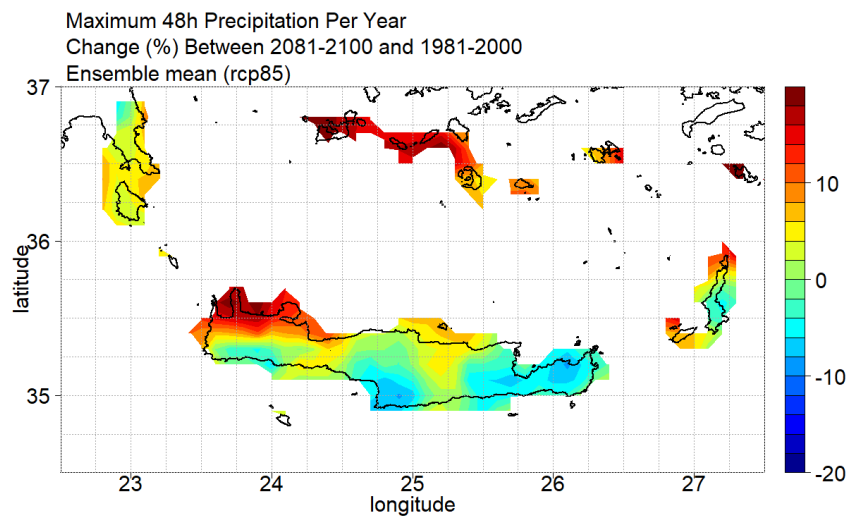 Maximum 48h Precipitation Per Year
Change (%) Between 2081-2100 and 1981-2000
Ensemble mean (rcp85)
37
36
35
latitude
23
24
25
26
27
longitude
10
0
-10
-20